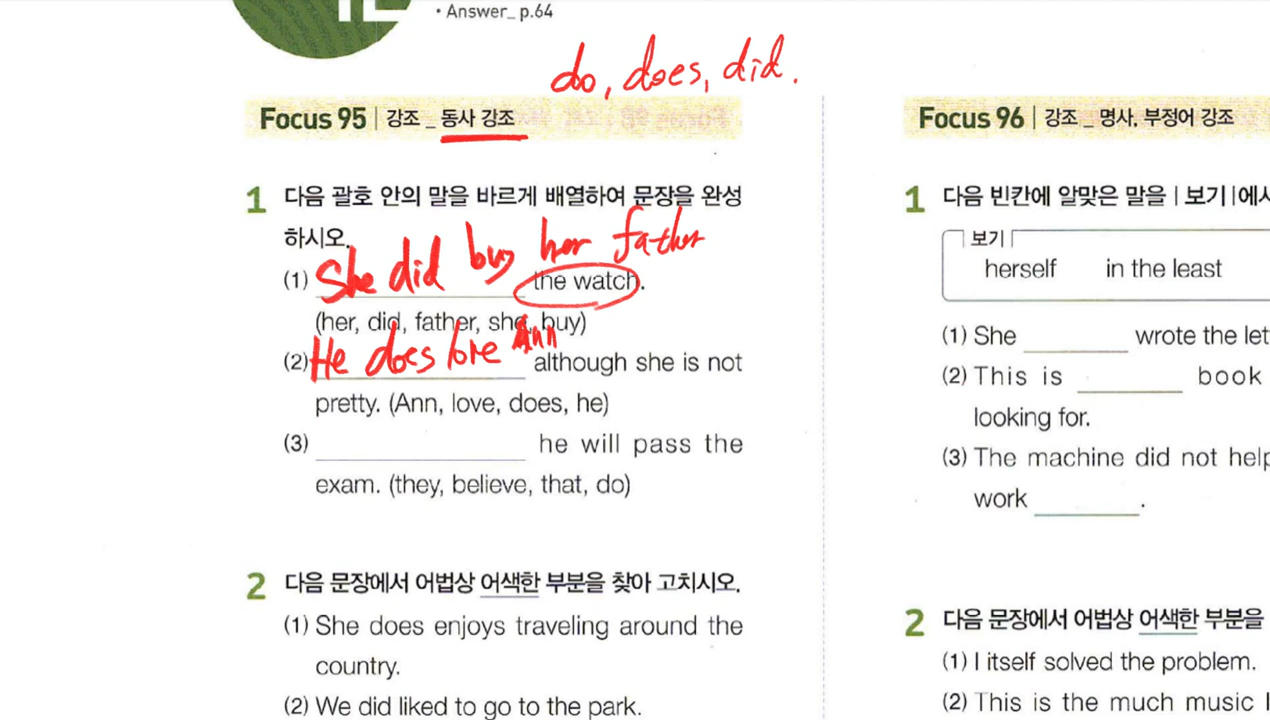 • Answer_ p.64
do, does, did.
Focus 95 | 강조 _ 동사 강조
1 다음 괄호 안의 말을 바르게 배열하여 문장을 완성
하시오.
She did buy her father
(1) the watch.
(her, did, father, she, buy)
He does love Ann
(2) although she is not
pretty. (Ann, love, does, he)
(3) he will pass the
exam. (they, believe, that, do)
2 다음 문장에서 어법상 어색한 부분을 찾아 고치시오.
(1) She does enjoys traveling around the
country.
(2) We did liked to go to the park.
Focus 96 | 강조 _ 명사, 부정어 강조
1 다음 빈칸에 알맞은 말을 | 보기 |에서
보기
herself in the least
(1) She wrote the let
(2) This is book
looking for.
(3) The machine did not help
work .
2 다음 문장에서 어법상 어색한 부분을
(1) I itself solved the problem.
(2) This is the much music I